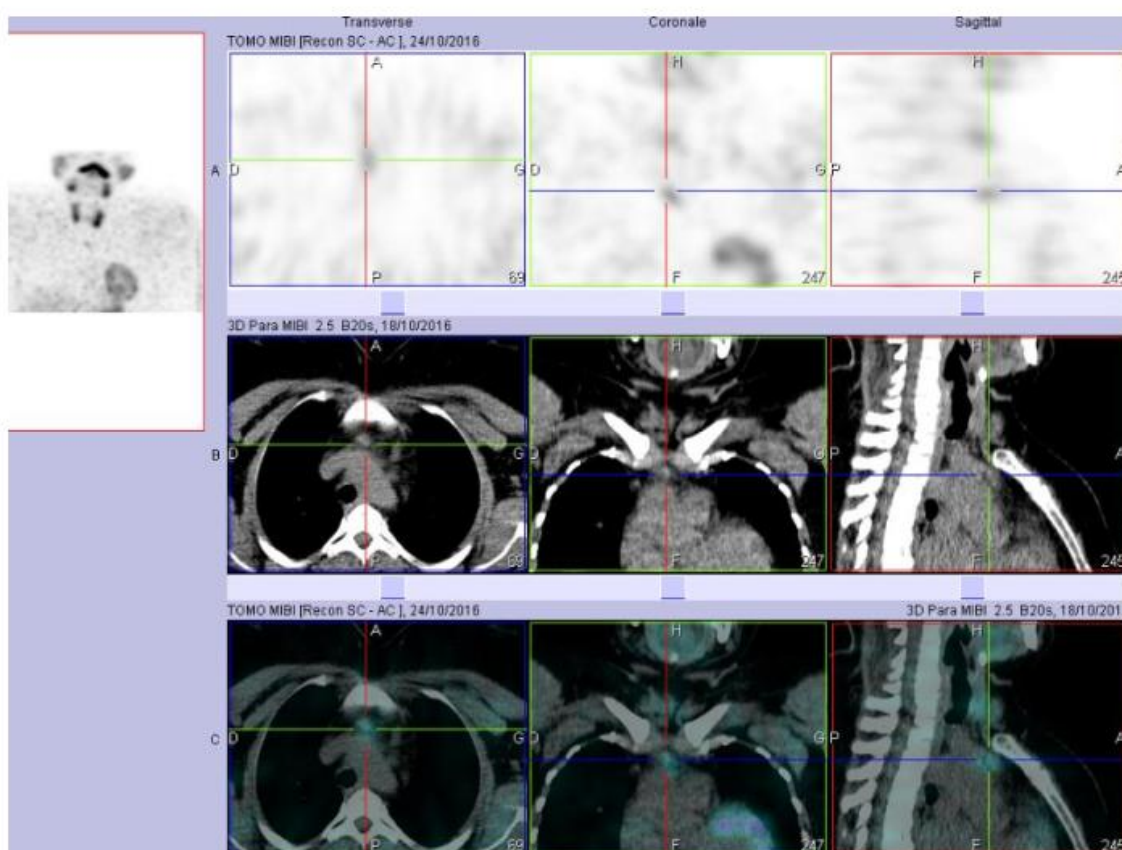 Transverse Coronale Sagittal
TOMO MIBI [Recon SC - AC ], 24/10/2016
A H H
A D G D G P A
P 69 F 247 F 245
3D Para MIBI 2.5 B20s, 18/10/2016
A H H
B D G D G P A
P 69 F 247 F 245
TOMO MIBI [Recon SC - AC ], 24/10/2016 3D Para MIBI 2.5 B20s, 18/10/201
A H H
C D G D G P A
P 69 F 247 F 245